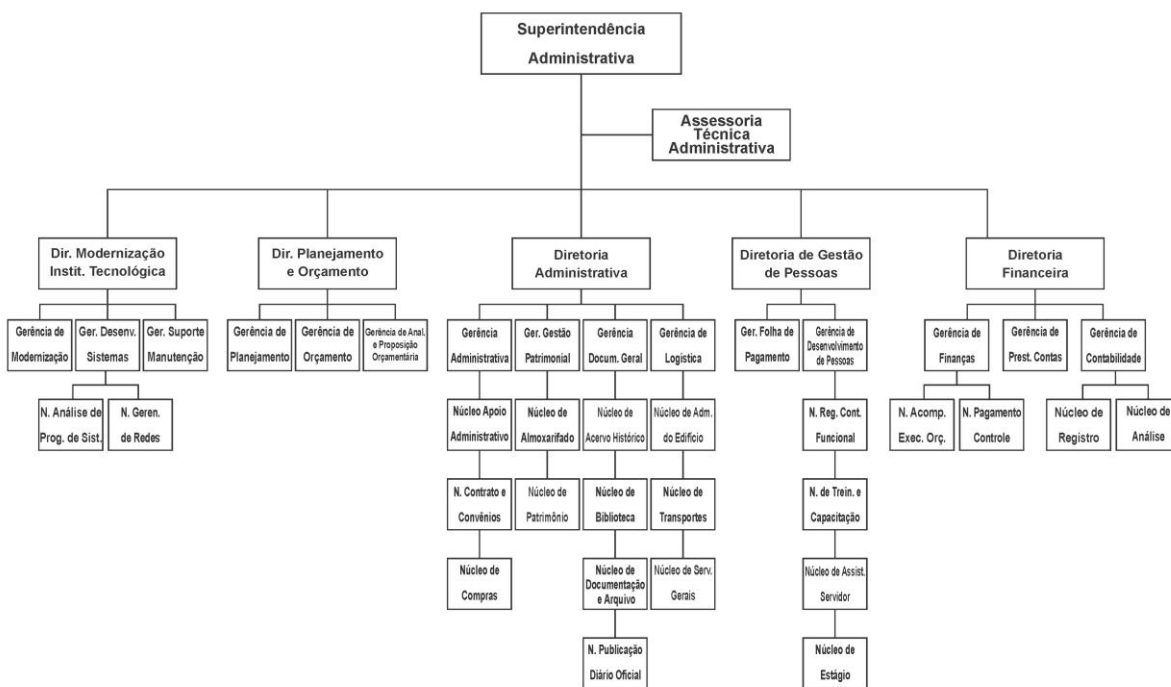 Superintendência
Administrativa
Assessoria
Técnica
Administrativa
Dir. Modernização
Instit. Tecnológica
Dir. Planejamento
e Orçamento
Diretoria
Administrativa
Diretoria de Gestão
de Pessoas
Diretoria
Financeira
Gerência de
Modernização
Ger. Desenv.
Sistemas
Ger. Suporte
Manutenção
Gerência de
Planejamento
Gerência de
Orçamento
Gerência de Anal.
e Proposição
Orçamentária
Gerência
Administrativa
Ger. Gestão
Patrimonial
Gerência
Docum. Geral
Gerência de
Logística
Ger. Folha de
Pagamento
Gerência de
Desenvolvimento
de Pessoas
Gerência de
Finanças
Gerência de
Prest. Contas
Gerência de
Contabilidade
N. Análise de
Prog. de Sist.
N. Geren.
de Redes
Núcleo Apoio
Administrativo
Núcleo de
Almoxarifado
Núcleo de
Acervo Histórico
Núcleo de Adm.
do Edifício
N. Reg. Cont.
Funcional
N. Acomp.
Exec. Orç.
N. Pagamento
Controle
Núcleo de
Registro
Núcleo de
Análise
N. Contrato e
Convênios
Núcleo de
Patrimônio
Núcleo de
Biblioteca
Núcleo de
Transportes
N. de Trein. e
Capacitação
Núcleo de
Compras
Núcleo de
Documentação
e Arquivo
Núcleo de Serv.
Gerais
Núcleo de Assist.
Servidor
N. Publicação
Diário Oficial
Núcleo de
Estágio